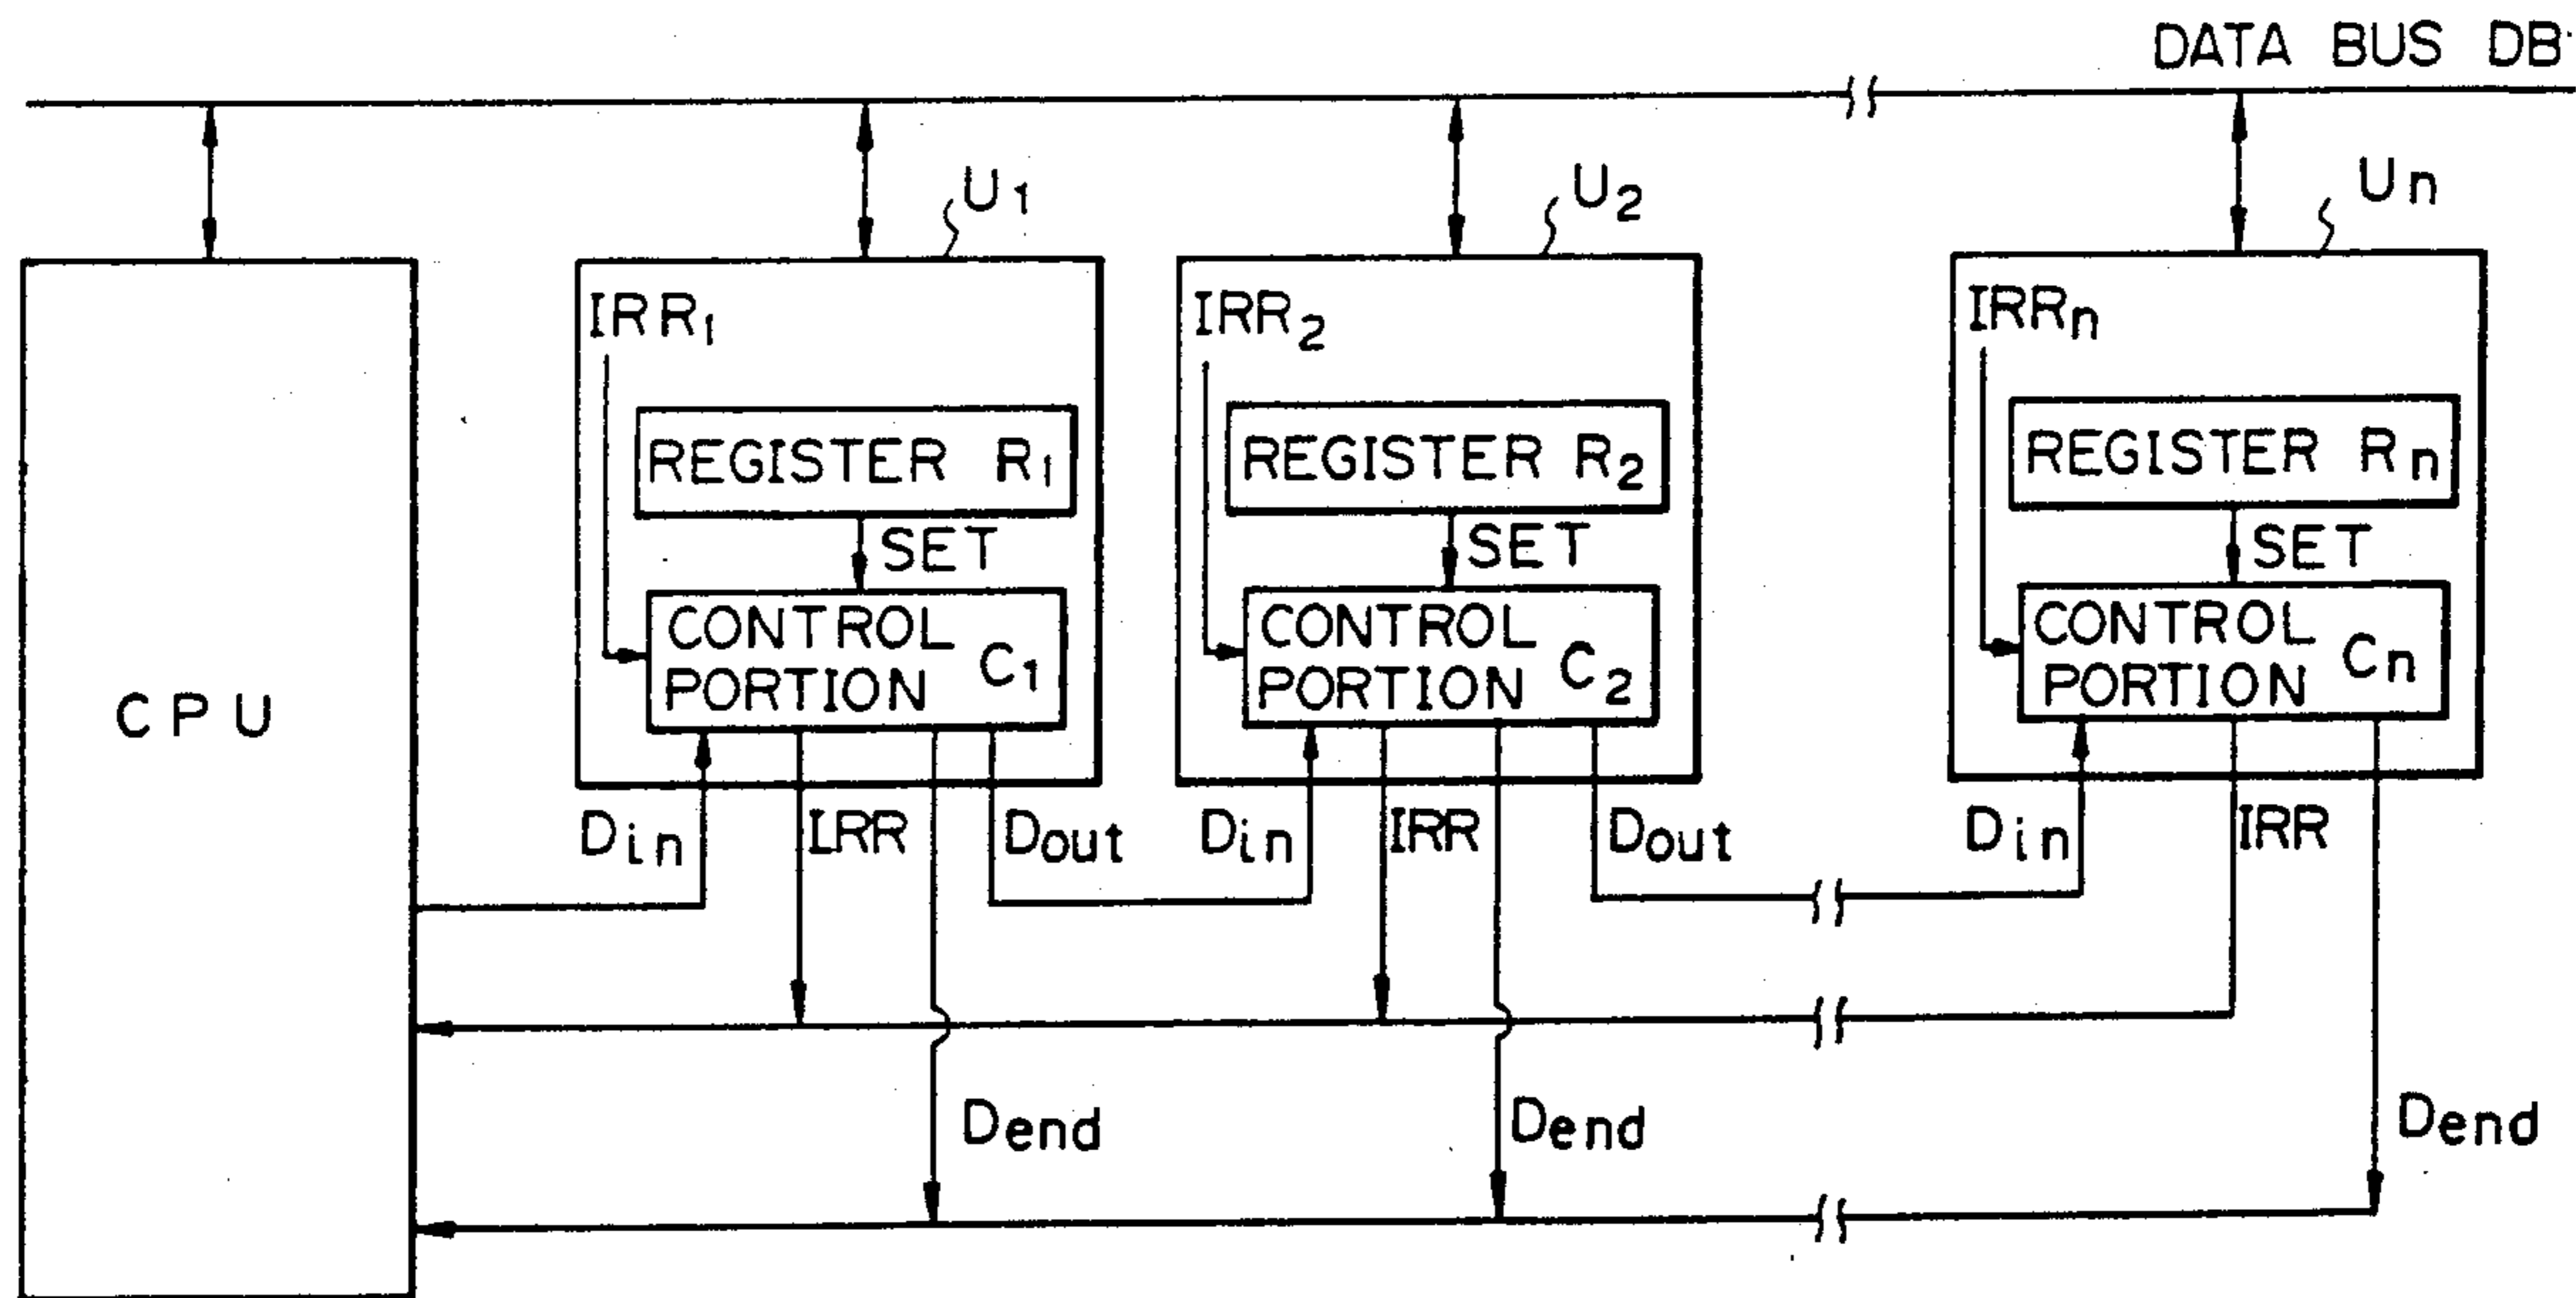 DATA BUS DB
U1
U2
Un
IRR1
IRR2
IRRn
REGISTER R1
REGISTER R2
REGISTER Rn
SET
SET
SET
CONTROL
PORTION C1
CONTROL
PORTION C2
CONTROL
PORTION Cn
CPU
Din
IRR
Dout
Din
IRR
Dout
Din
IRR
Dend
Dend
Dend